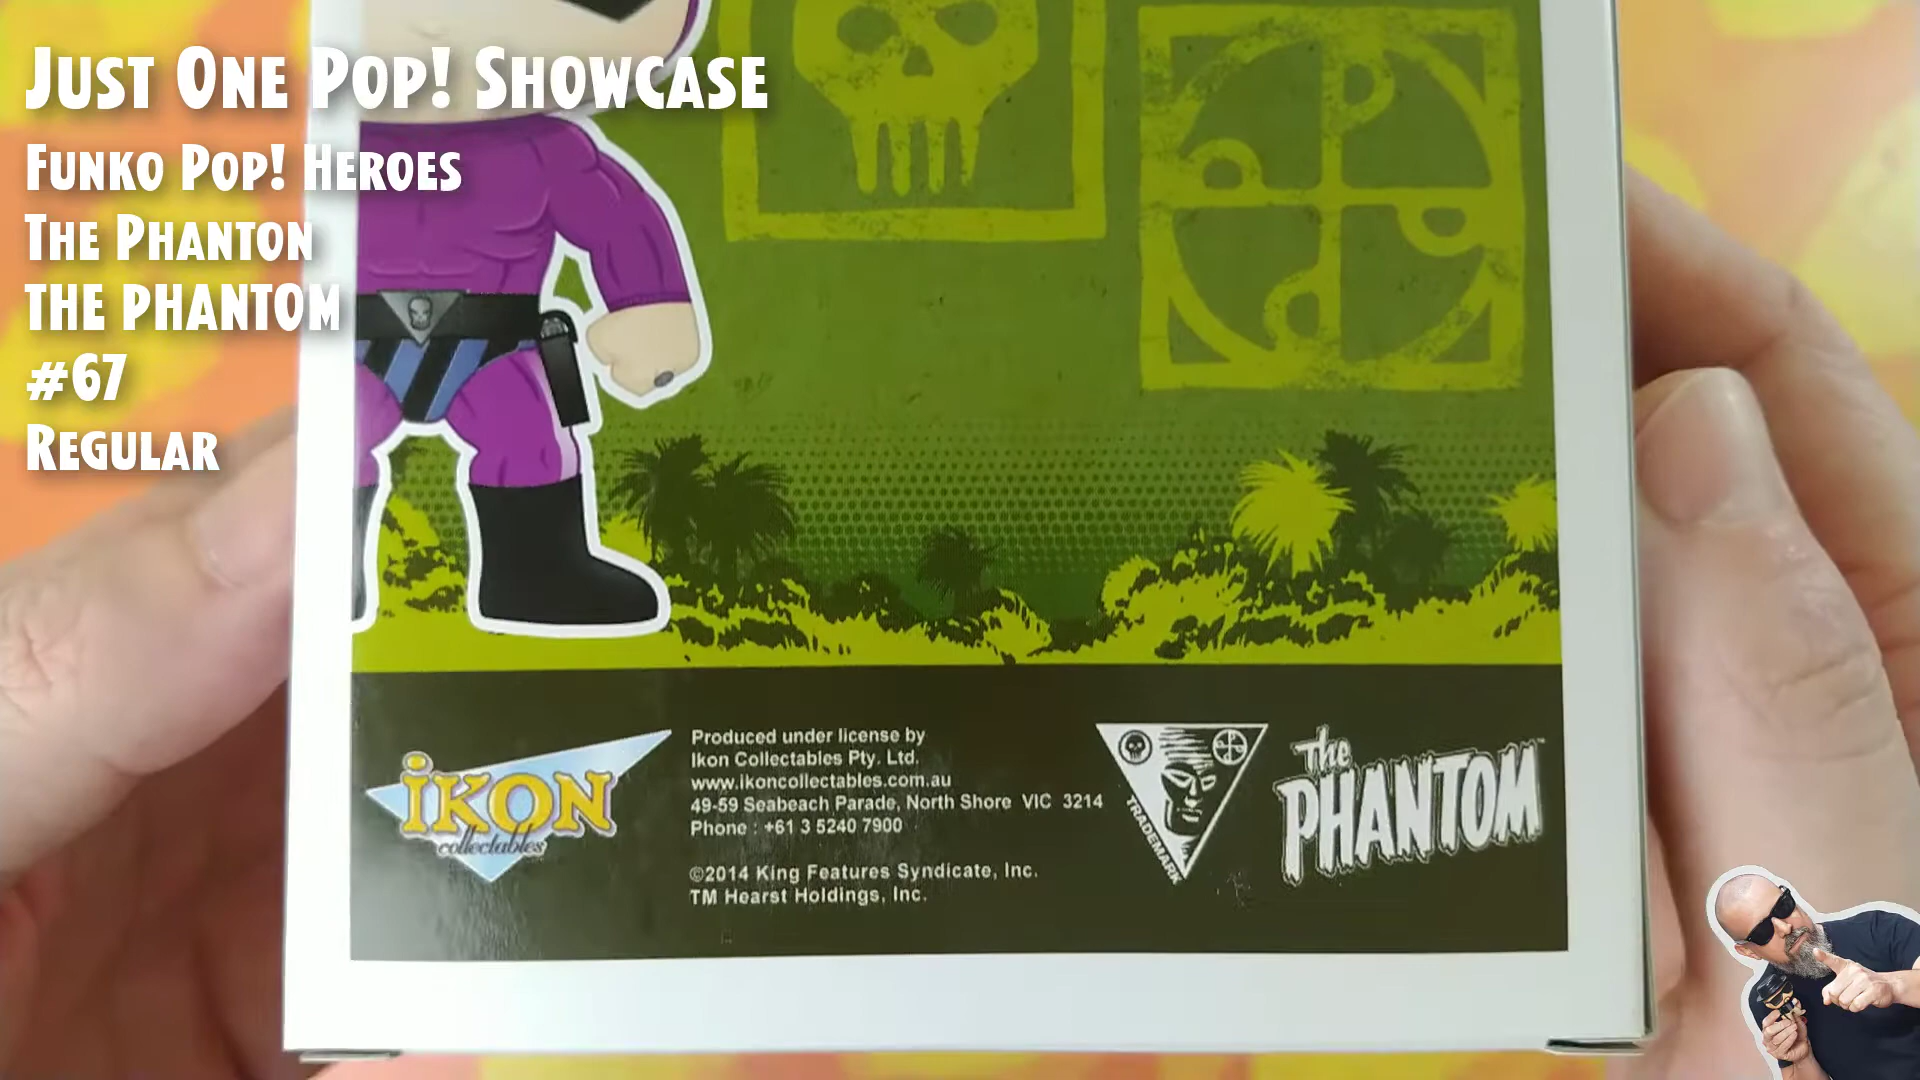 Just One Pop! Showcase
Funko Pop! Heroes
The Phanton
THE PHANTOM
#67
Regular
iKON
collectables
Produced under license by
Ikon Collectables Pty. Ltd.
www.ikoncollectables.com.au
49-59 Seabeach Parade, North Shore VIC 3214
Phone : +61 3 5240 7900
©2014 King Features Syndicate, Inc.
TM Hearst Holdings, Inc.
TRADEMARK
The
PHANTOM™